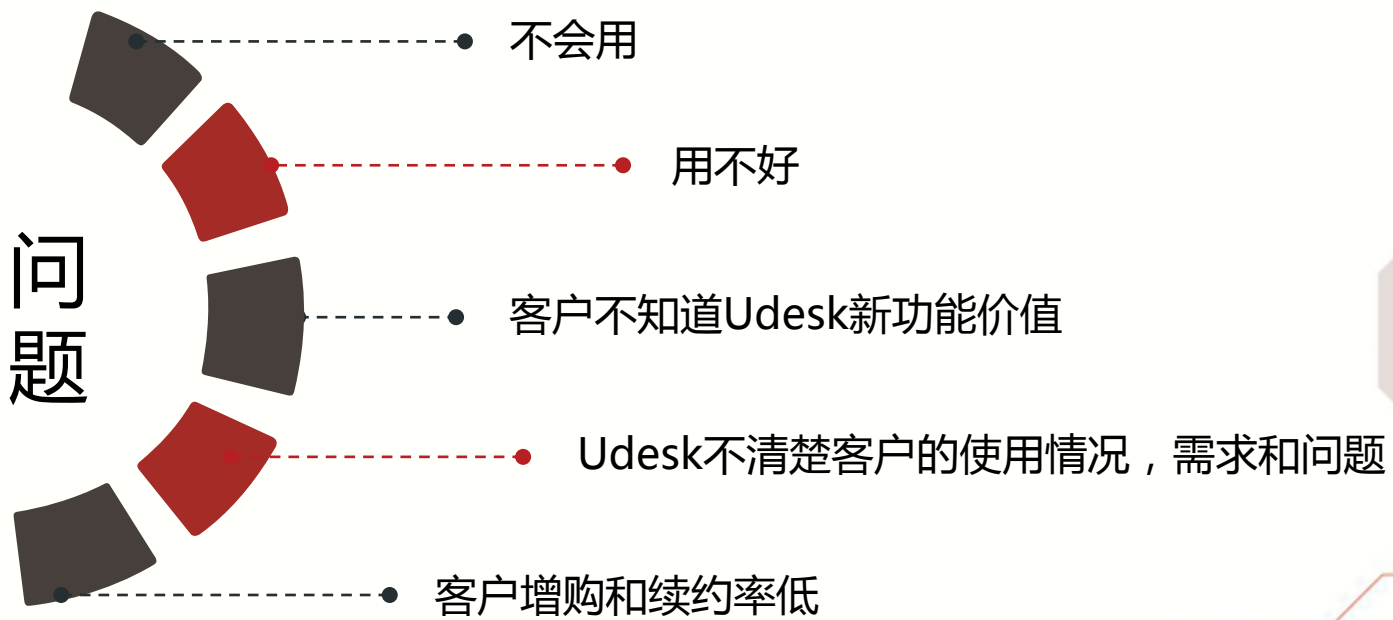 不会用
用不好
问
题
客户不知道Udesk新功能价值
Udesk不清楚客户的使用情况，需求和问题
客户增购和续约率低